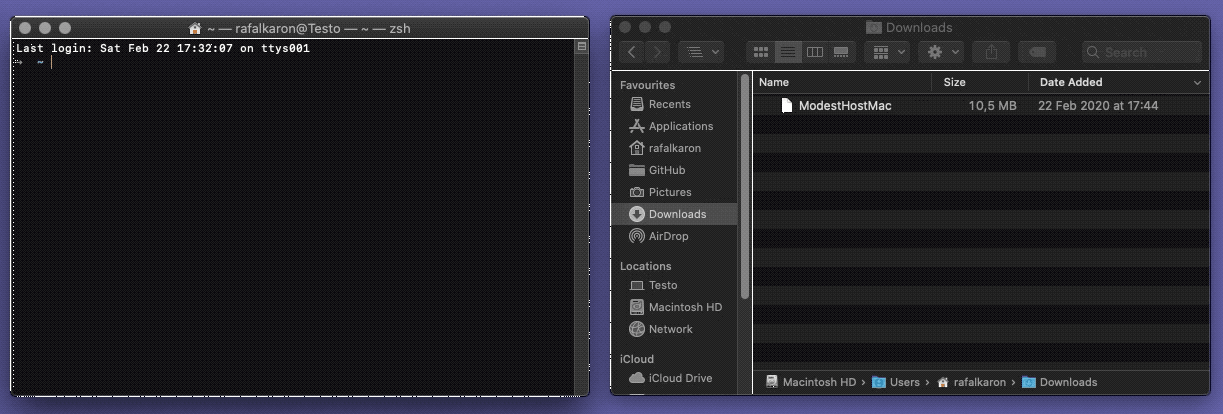 ~ — rafalkaron@Testo — ~ — zsh
Last login: Sat Feb 22 17:32:07 on ttys001
→ ~
Downloads
Search
Favourites
Recents
Applications
rafalkaron
GitHub
Pictures
Downloads
AirDrop
Locations
Testo
Macintosh HD
Network
iCloud
iCloud Drive
Name Size Date Added
ModestHostMac 10,5 MB 22 Feb 2020 at 17:44
Macintosh HD › Users › rafalkaron › Downloads